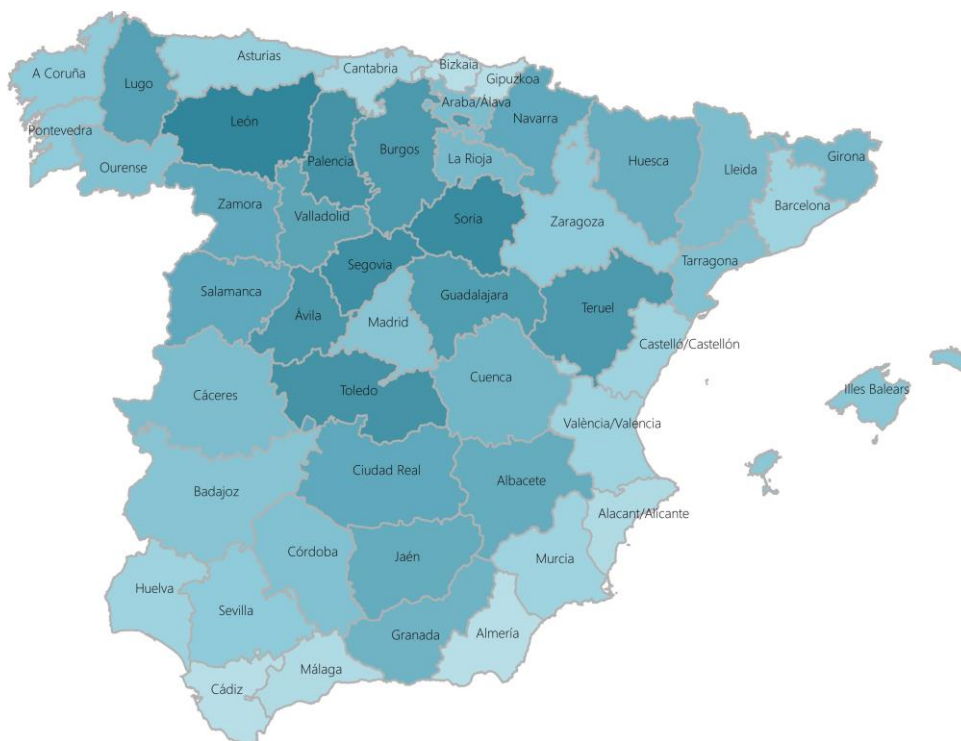 Asturias
Cantabria
Bizkaia
Gipuzkoa
A Coruña
Lugo
Araba/Álava
León
Navarra
Pontevedra
Palencia
Burgos
La Rioja
Huesca
Girona
Ourense
Lleida
Zamora
Valladolid
Soria
Barcelona
Zaragoza
Segovia
Tarragona
Salamanca
Guadalajara
Ávila
Madrid
Teruel
Castelló/Castellón
Cuenca
Illes Balears
Toledo
Cáceres
València/Valencia
Ciudad Real
Albacete
Badajoz
Alacant/Alicante
Córdoba
Jaén
Murcia
Huelva
Sevilla
Granada
Almería
Málaga
Cádiz